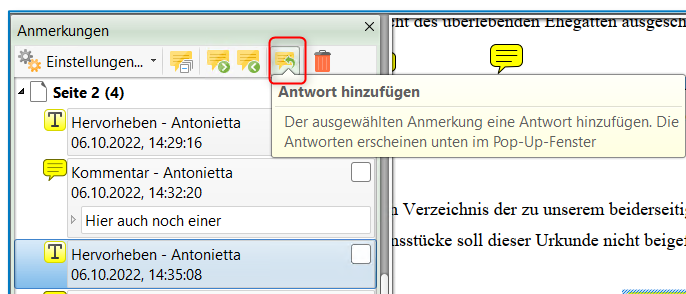 Anmerkungen
nt des überlebenden Ehegatten ausgesch
Einstellungen...
Seite 2 (4)
Antwort hinzufügen
Der ausgewählten Anmerkung eine Antwort hinzufügen. Die
Antworten erscheinen unten im Pop-Up-Fenster
Hervorheben - Antonietta
06.10.2022, 14:29:16
Kommentar - Antonietta
06.10.2022, 14:32:20
Hier auch noch einer
n Verzeichnis der zu unserem beiderseitig
Hervorheben - Antonietta
06.10.2022, 14:35:08
nsstücke soll dieser Urkunde nicht beigef